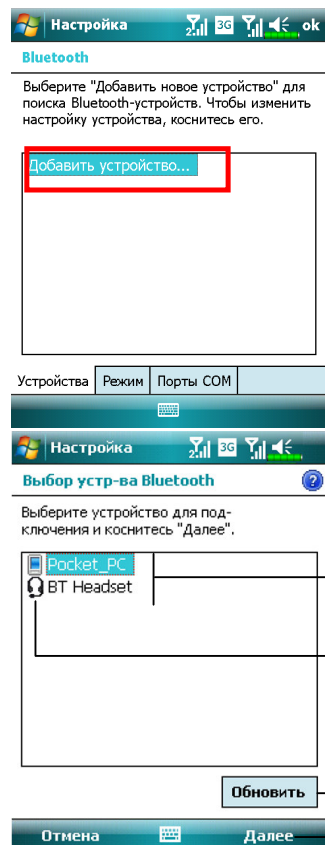 Настройка 2 3G ok
Bluetooth
Выберите "Добавить новое устройство" для
поиска Bluetooth-устройств. Чтобы изменить
настройку устройства, коснитесь его.
Добавить устройство...
Устройства Режим Порты COM
Настройка 2 3G
Выбор устр-ва Bluetooth ?
Выберите устройство для под-
ключения и коснитесь "Далее".
Pocket_PC
BT Headset
Обновить
Отмена Далее